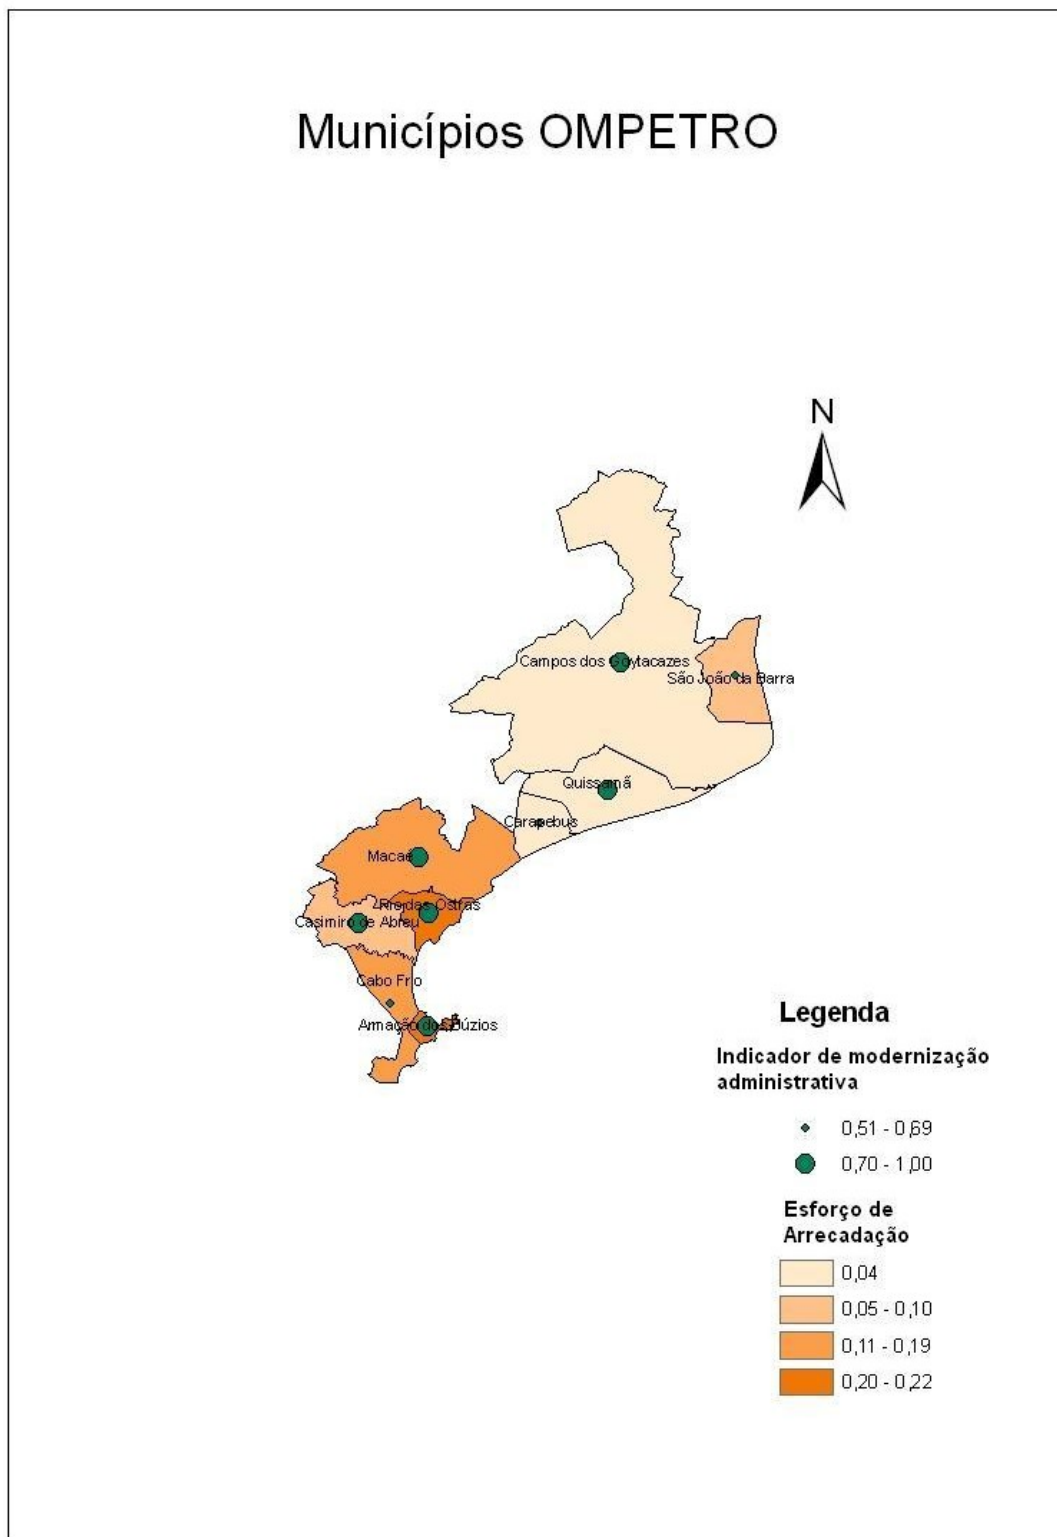 Municípios OMPETRO
N
Campos dos Goytacazes
São João da Barra
Quissamã
Carapebus
Macaé
Rio das Ostras
Casimiro de Abreu
Cabo Frio
Armação dos Búzios
Legenda
Indicador de modernização
administrativa
0,51 - 0,69
0,70 - 1,00
Esforço de
Arrecadação
0,04
0,05 - 0,10
0,11 - 0,19
0,20 - 0,22